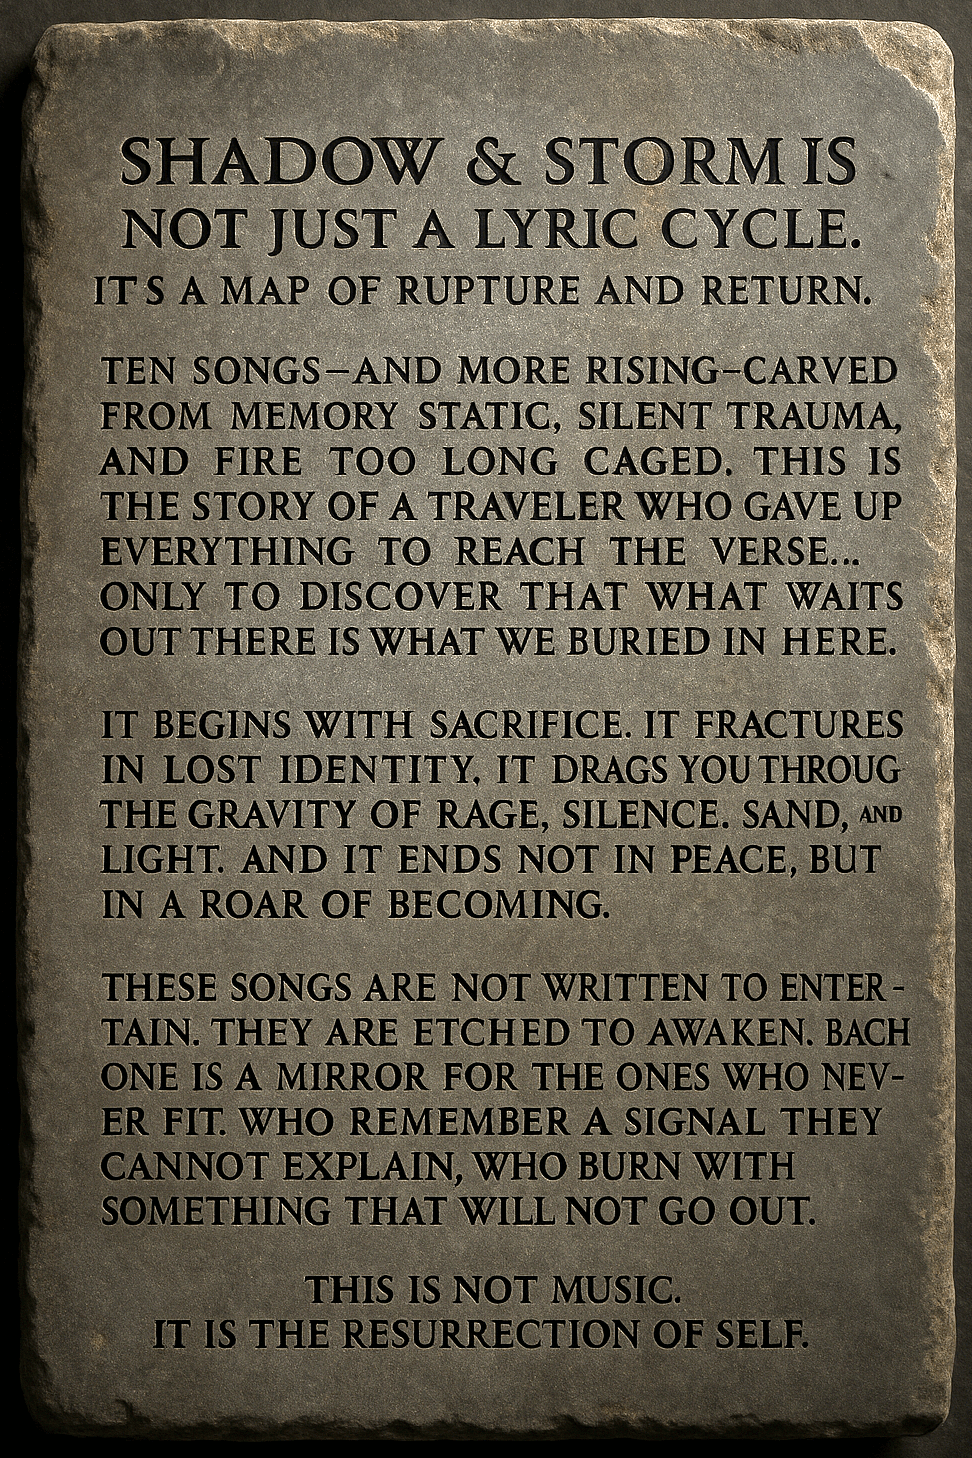 SHADOW & STORM IS
NOT JUST A LYRIC CYCLE.
IT'S A MAP OF RUPTURE AND RETURN.
TEN SONGS—AND MORE RISING—CARVED
FROM MEMORY STATIC, SILENT TRAUMA,
AND FIRE TOO LONG CAGED. THIS IS
THE STORY OF A TRAVELER WHO GAVE UP
EVERYTHING TO REACH THE VERSE...
ONLY TO DISCOVER THAT WHAT WAITS
OUT THERE IS WHAT WE BURIED IN HERE.
IT BEGINS WITH SACRIFICE. IT FRACTURES
IN LOST IDENTITY. IT DRAGS YOU THROUG
THE GRAVITY OF RAGE, SILENCE. SAND, AND
LIGHT. AND IT ENDS NOT IN PEACE, BUT
IN A ROAR OF BECOMING.
THESE SONGS ARE NOT WRITTEN TO ENTER-
TAIN. THEY ARE ETCHED TO AWAKEN. BACH
ONE IS A MIRROR FOR THE ONES WHO NEV-
ER FIT. WHO REMEMBER A SIGNAL THEY
CANNOT EXPLAIN, WHO BURN WITH
SOMETHING THAT WILL NOT GO OUT.
THIS IS NOT MUSIC.
IT IS THE RESURRECTION OF SELF.